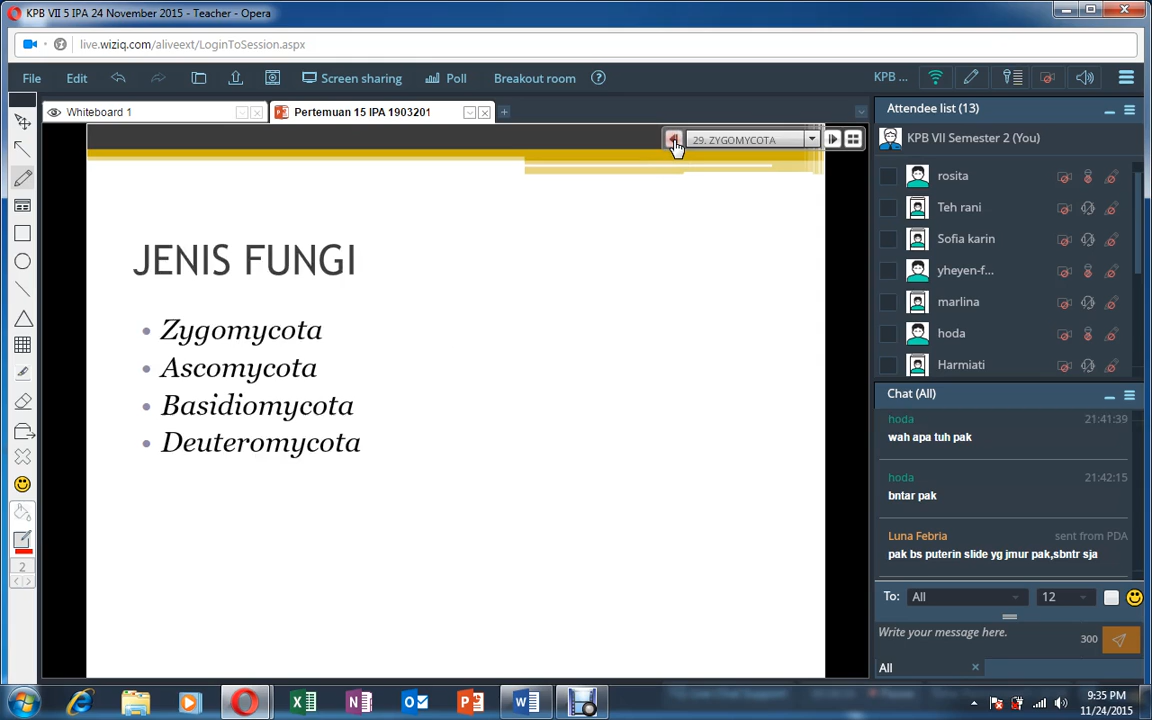 KPB VII 5 IPA 24 November 2015 - Teacher - Opera
live.wiziq.com/aliveext/LoginToSession.aspx
File Edit Screen sharing Poll Breakout room KPB ...
Whiteboard 1 Pertemuan 15 IPA 1903201
29. ZYGOMYCOTA
JENIS FUNGI
• Zygomycota
• Ascomycota
• Basidiomycota
• Deuteromycota
2
Attendee list (13)
KPB VII Semester 2 (You)
rosita
Teh rani
Sofia karin
yheyen-f...
marlina
hoda
Harmiati
Chat (All)
hoda 21:41:39
wah apa tuh pak
hoda 21:42:15
bntar pak
Luna Febria sent from PDA
pak bs puterin slide yg jmur pak,sbntr sja
To: All 12
Write your message here. 300
All
9:35 PM
11/24/2015